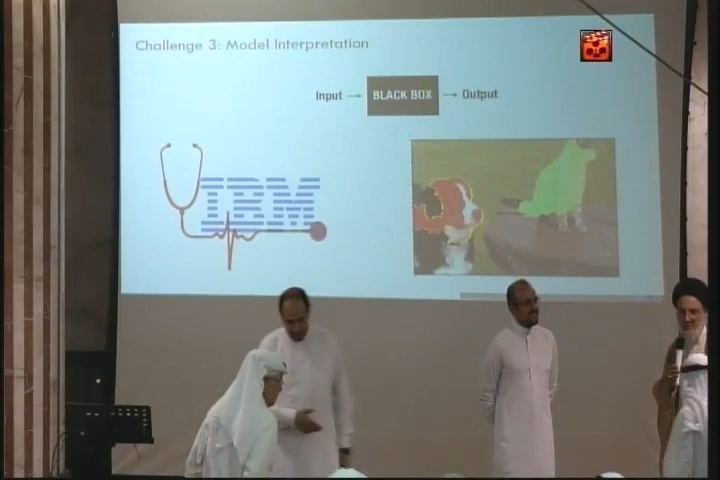 Challenge 3: Model Interpretation
Input → BLACK BOX → Output
IBM